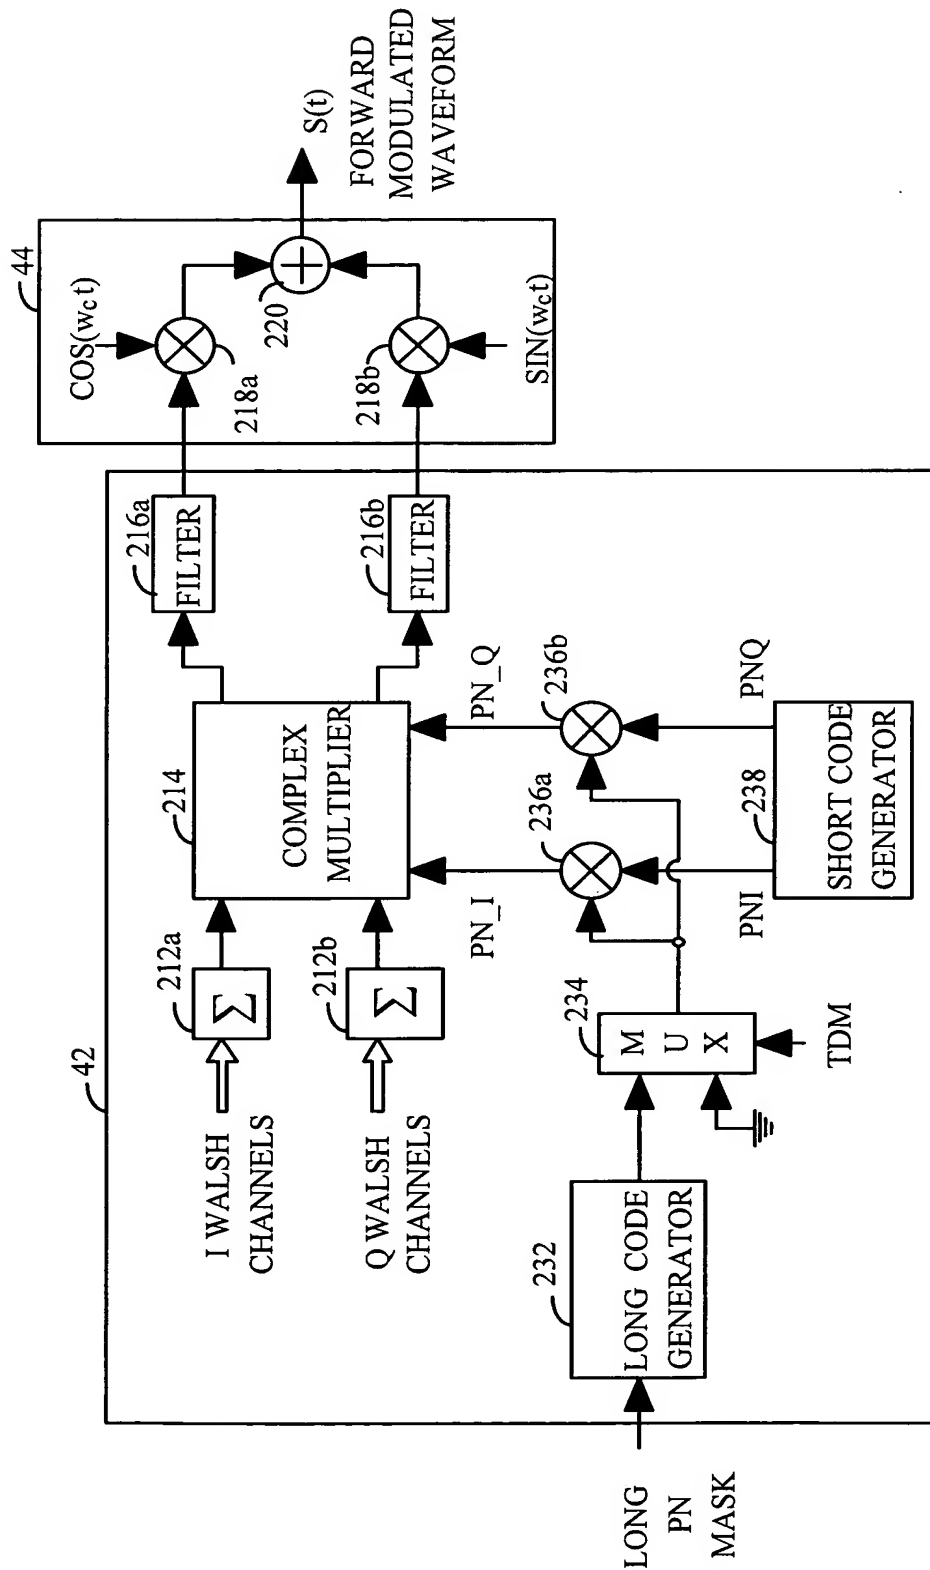 42
44
I WALSH
CHANNELS
212a
Σ
Q WALSH
CHANNELS
212b
Σ
214
COMPLEX
MULTIPLIER
216a
FILTER
216b
FILTER
COS(wct)
218a
218b
SIN(wct)
220
S(t)
FORWARD
MODULATED
WAVEFORM
PN_I
PN_Q
236a
236b
LONG
PN
MASK
232
LONG CODE
GENERATOR
234
M
U
X
TDM
PNI
PNQ
238
SHORT CODE
GENERATOR